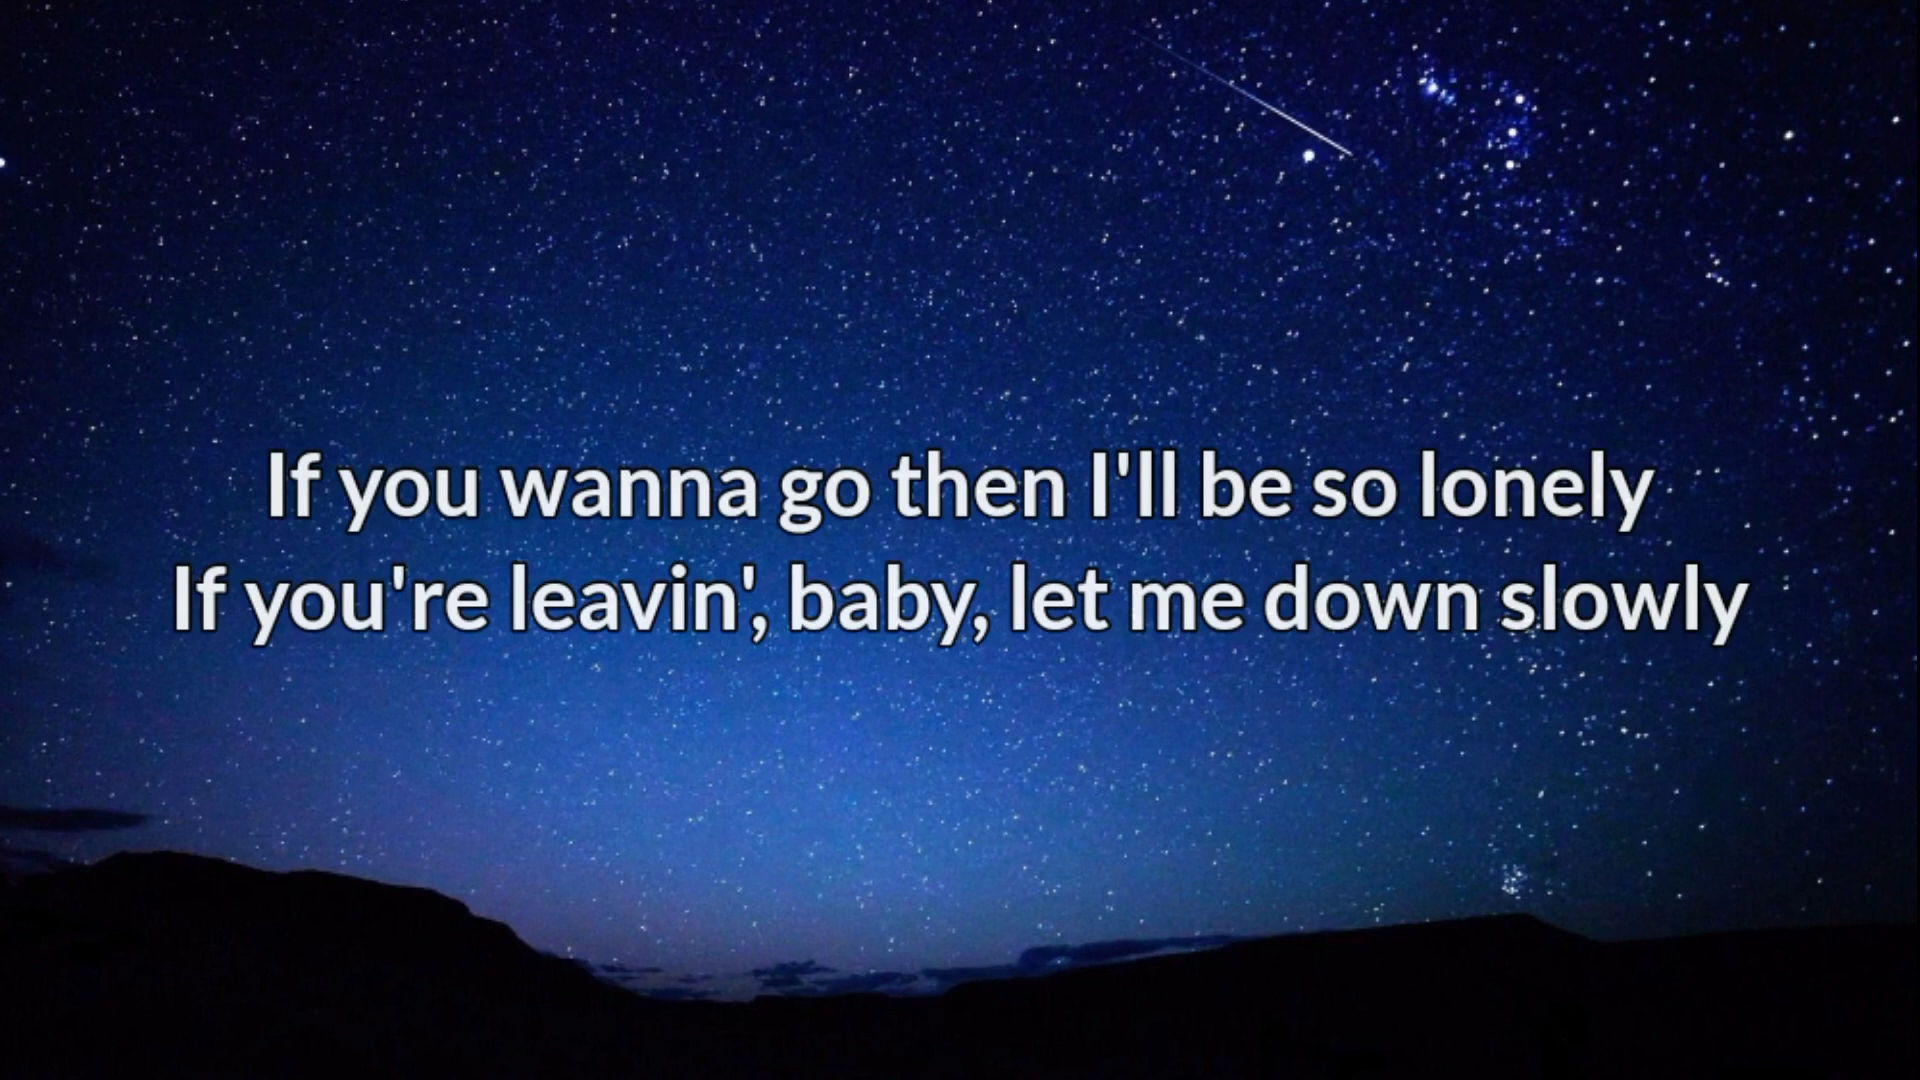 If you wanna go then I'll be so lonely
If you're leavin', baby, let me down slowly